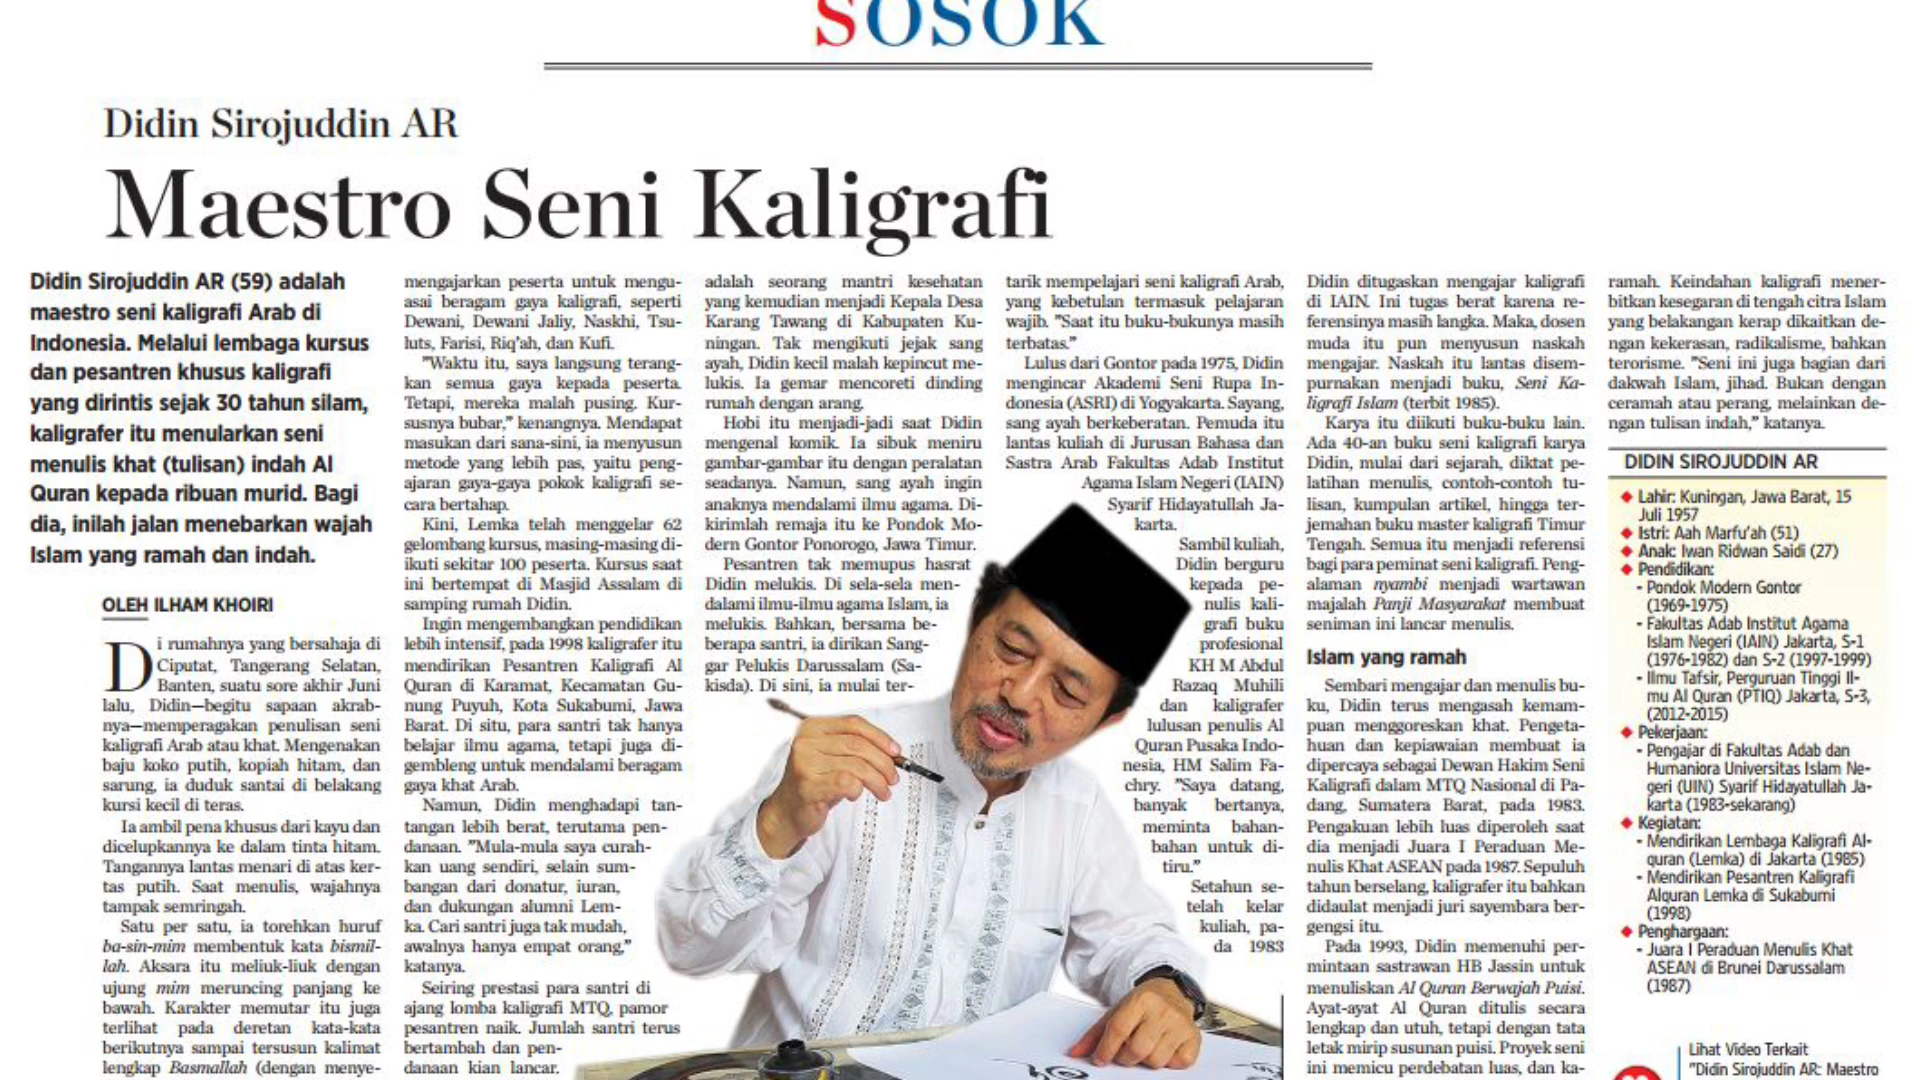 SOSOK
Didin Sirojuddin AR
Maestro Seni Kaligrafi
Didin Sirojuddin AR (59) adalah
maestro seni kaligrafi Arab di
Indonesia. Melalui lembaga kursus
dan pesantren khusus kaligrafi
yang dirintis sejak 30 tahun silam,
kaligrafer itu menularkan seni
menulis khat (tulisan) indah Al
Quran kepada ribuan murid. Bagi
dia, inilah jalan menebarkan wajah
Islam yang ramah dan indah.
OLEH ILHAM KHOIRI
Di rumahnya yang bersahaja di
Ciputat, Tangerang Selatan,
Banten, suatu sore akhir Juni
lalu, Didin—begitu sapaan akrab-
nya—memperagakan penulisan seni
kaligrafi Arab atau khat. Mengenakan
baju koko putih, kopiah hitam, dan
sarung, ia duduk santai di belakang
kursi kecil di teras.
Ia ambil pena khusus dari kayu dan
dicelupkannya ke dalam tinta hitam.
Tangannya lantas menari di atas ker-
tas putih. Saat menulis, wajahnya
tampak semringah.
Satu per satu, ia torehkan huruf
ba-sin-mim membentuk kata bismil-
lah. Aksara itu meliuk-liuk dengan
ujung mim meruncing panjang ke
bawah. Karakter memutar itu juga
terlihat pada deretan kata-kata
berikutnya sampai tersusun kalimat
lengkap Basmallah (dengan menye-
mengajarkan peserta untuk mengu-
asai beragam gaya kaligrafi, seperti
Dewani, Dewani Jaliy, Naskhi, Tsu-
luts, Farisi, Riq'ah, dan Kufi.
"Waktu itu, saya langsung terang-
kan semua gaya kepada peserta.
Tetapi, mereka malah pusing. Kur-
susnya bubar," kenangnya. Mendapat
masukan dari sana-sini, ia menyusun
metode yang lebih pas, yaitu peng-
ajaran gaya-gaya pokok kaligrafi se-
cara bertahap.
Kini, Lemka telah menggelar 62
gelombang kursus, masing-masing di-
ikuti sekitar 100 peserta. Kursus saat
ini bertempat di Masjid Assalam di
samping rumah Didin.
Ingin mengembangkan pendidikan
lebih intensif, pada 1998 kaligrafer itu
mendirikan Pesantren Kaligrafi Al
Quran di Karamat, Kecamatan Gu-
nung Puyuh, Kota Sukabumi, Jawa
Barat. Di situ, para santri tak hanya
belajar ilmu agama, tetapi juga di-
gembleng untuk mendalami beragam
gaya khat Arab.
Namun, Didin menghadapi tan-
tangan lebih berat, terutama pen-
danaan. "Mula-mula saya curah-
kan uang sendiri, selain sum-
bangan dari donatur, iuran,
dan dukungan alumni Lem-
ka. Cari santri juga tak mudah,
awalnya hanya empat orang,"
katanya.
Seiring prestasi para santri di
ajang lomba kaligrafi MTQ, pamor
pesantren naik. Jumlah santri terus
bertambah dan pen-
danaan kian lancar.
adalah seorang mantri kesehatan
yang kemudian menjadi Kepala Desa
Karang Tawang di Kabupaten Ku-
ningan. Tak mengikuti jejak sang
ayah, Didin kecil malah kepincut me-
lukis. Ia gemar mencoreti dinding
rumah dengan arang.
Hobi itu menjadi-jadi saat Didin
mengenal komik. Ia sibuk meniru
gambar-gambar itu dengan peralatan
seadanya. Namun, sang ayah ingin
anaknya mendalami ilmu agama. Di-
kirimlah remaja itu ke Pondok Mo-
dern Gontor Ponorogo, Jawa Timur.
Pesantren tak memupus hasrat
Didin melukis. Di sela-sela men-
dalami ilmu-ilmu agama Islam, ia
melukis. Bahkan, bersama be-
berapa santri, ia dirikan Sang-
gar Pelukis Darussalam (Sa-
kisda). Di sini, ia mulai ter-
tarik mempelajari seni kaligrafi Arab,
yang kebetulan termasuk pelajaran
wajib. "Saat itu buku-bukunya masih
terbatas."
Lulus dari Gontor pada 1975, Didin
mengincar Akademi Seni Rupa In-
donesia (ASRI) di Yogyakarta. Sayang,
sang ayah berkeberatan. Pemuda itu
lantas kuliah di Jurusan Bahasa dan
Sastra Arab Fakultas Adab Institut
Agama Islam Negeri (IAIN)
Syarif Hidayatullah Ja-
karta.
Sambil kuliah,
Didin berguru
kepada pe-
nulis kali-
grafi buku
profesional
KH M Abdul
Razaq Muhili
dan kaligrafer
lulusan penulis Al
Quran Pusaka Indo-
nesia, HM Salim Fa-
chry. "Saya datang,
banyak bertanya,
meminta bahan-
bahan untuk di-
tiru."
Setahun se-
telah kelar
kuliah, pa-
da 1983
Didin ditugaskan mengajar kaligrafi
di IAIN. Ini tugas berat karena re-
ferensinya masih langka. Maka, dosen
muda itu pun menyusun naskah
mengajar. Naskah itu lantas disem-
purnakan menjadi buku, Seni Ka-
ligrafi Islam (terbit 1985).
Karya itu diikuti buku-buku lain.
Ada 40-an buku seni kaligrafi karya
Didin, mulai dari sejarah, diktat pe-
latihan menulis, contoh-contoh tu-
lisan, kumpulan artikel, hingga ter-
jemahan buku master kaligrafi Timur
Tengah. Semua itu menjadi referensi
bagi para peminat seni kaligrafi. Peng-
alaman nyambi menjadi wartawan
majalah Panji Masyarakat membuat
seniman ini lancar menulis.
Islam yang ramah
Sembari mengajar dan menulis bu-
ku, Didin terus mengasah kemam-
puan menggoreskan khat. Pengeta-
huan dan kepiawaian membuat ia
dipercaya sebagai Dewan Hakim Seni
Kaligrafi dalam MTQ Nasional di Pa-
dang, Sumatera Barat, pada 1983.
Pengakuan lebih luas diperoleh saat
dia menjadi Juara I Peraduan Me-
nulis Khat ASEAN pada 1987. Sepuluh
tahun berselang, kaligrafer itu bahkan
didaulat menjadi juri sayembara ber-
gengsi itu.
Pada 1993, Didin memenuhi per-
mintaan sastrawan HB Jassin untuk
menuliskan Al Quran Berwajah Puisi.
Ayat-ayat Al Quran ditulis secara
lengkap dan utuh, tetapi dengan tata
letak mirip susunan puisi. Proyek seni
ini memicu perdebatan luas, dan ka-
ramah. Keindahan kaligrafi mener-
bitkan kesegaran di tengah citra Islam
yang belakangan kerap dikaitkan de-
ngan kekerasan, radikalisme, bahkan
terorisme. "Seni ini juga bagian dari
dakwah Islam, jihad. Bukan dengan
ceramah atau perang, melainkan de-
ngan tulisan indah," katanya.
DIDIN SIROJUDDIN AR
◆ Lahir: Kuningan, Jawa Barat, 15
Juli 1957
◆ Istri: Aah Marfu'ah (51)
◆ Anak: Iwan Ridwan Saidi (27)
◆ Pendidikan:
- Pondok Modern Gontor
(1969-1975)
- Fakultas Adab Institut Agama
Islam Negeri (IAIN) Jakarta, S-1
(1976-1982) dan S-2 (1997-1999)
- Ilmu Tafsir, Perguruan Tinggi Il-
mu Al Quran (PTIQ) Jakarta, S-3,
(2012-2015)
◆ Pekerjaan:
- Pengajar di Fakultas Adab dan
Humaniora Universitas Islam Ne-
geri (UIN) Syarif Hidayatullah Ja-
karta (1983-sekarang)
◆ Kegiatan:
- Mendirikan Lembaga Kaligrafi Al-
quran (Lemka) di Jakarta (1985)
- Mendirikan Pesantren Kaligrafi
Alquran Lemka di Sukabumi
(1998)
◆ Penghargaan:
- Juara I Peraduan Menulis Khat
ASEAN di Brunei Darussalam
(1987)
Lihat Video Terkait
"Didin Sirojuddin AR: Maestro